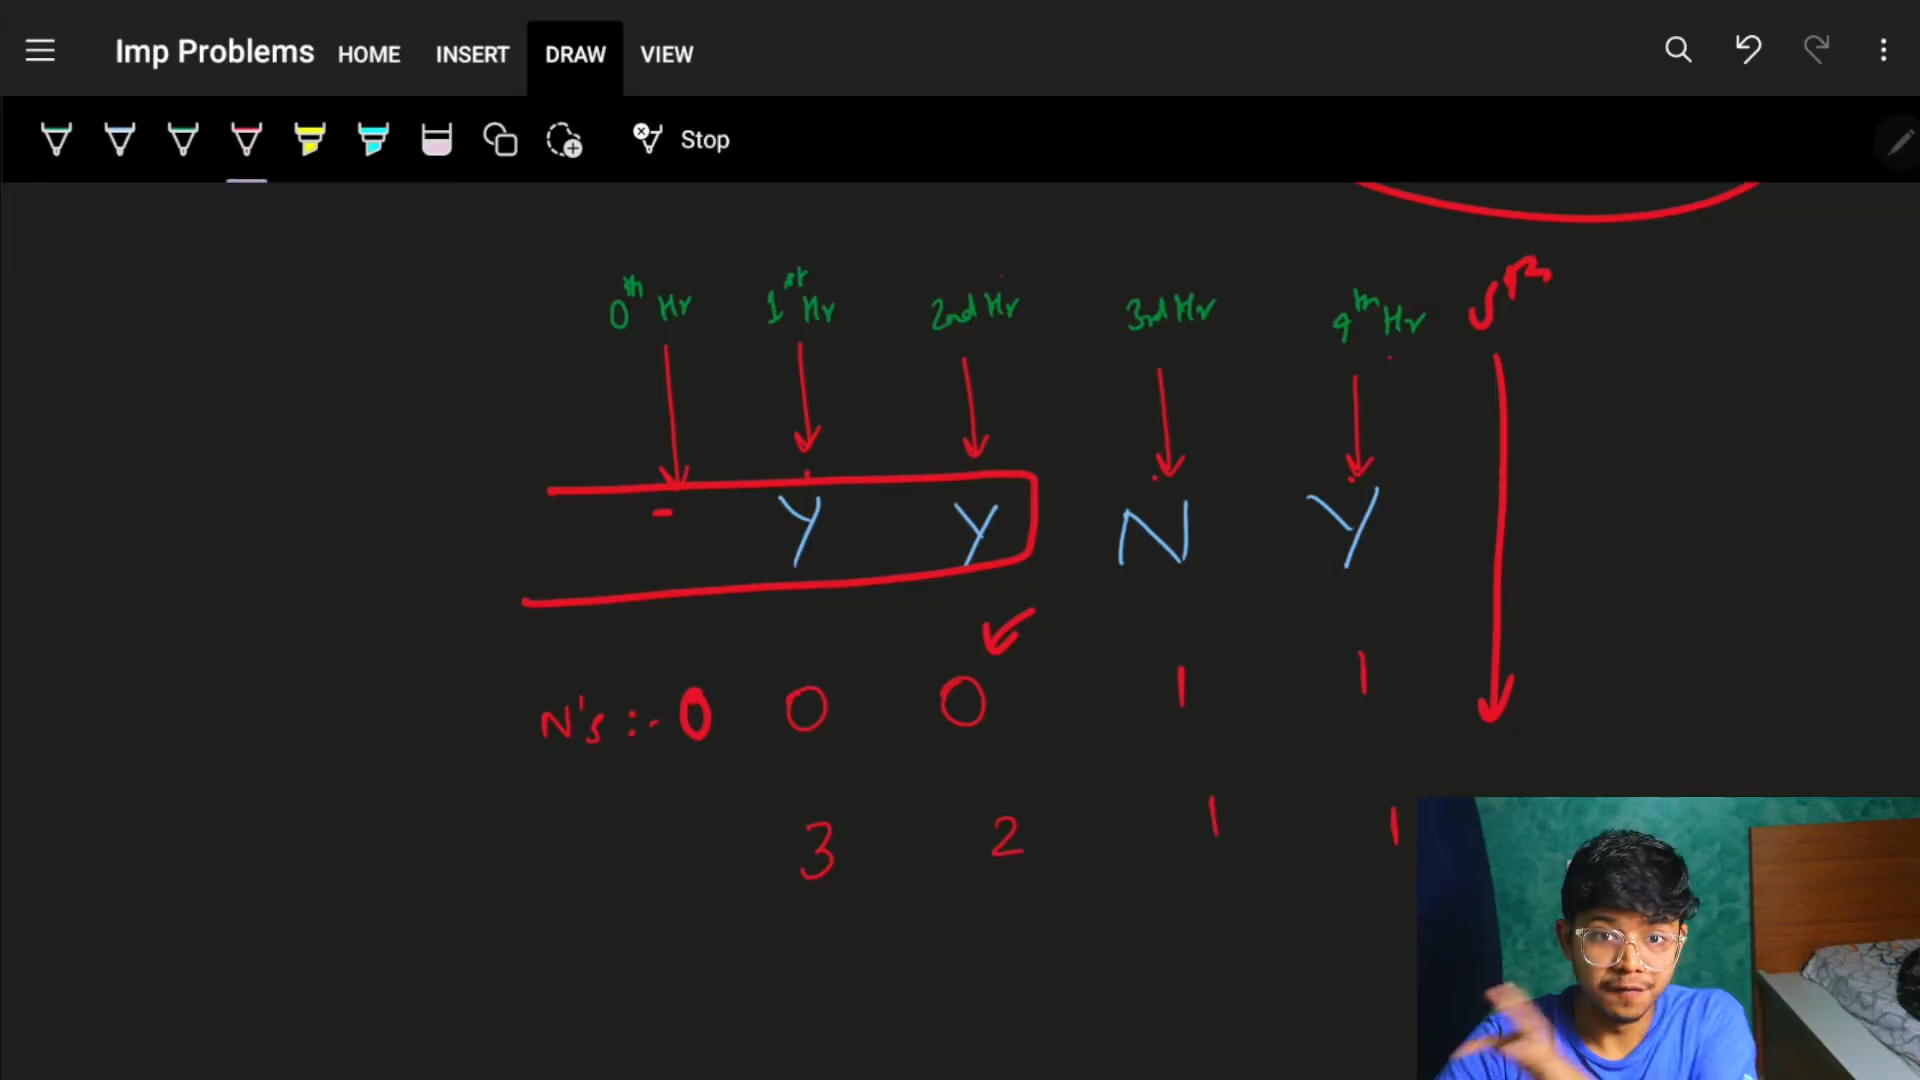 Imp Problems HOME INSERT DRAW VIEW
Stop
0th Hr 1st Hr 2nd Hr 3rd Hr 4th Hr
- Y Y N Y
N's :- 0 0 0 1 1
3 2 1 1